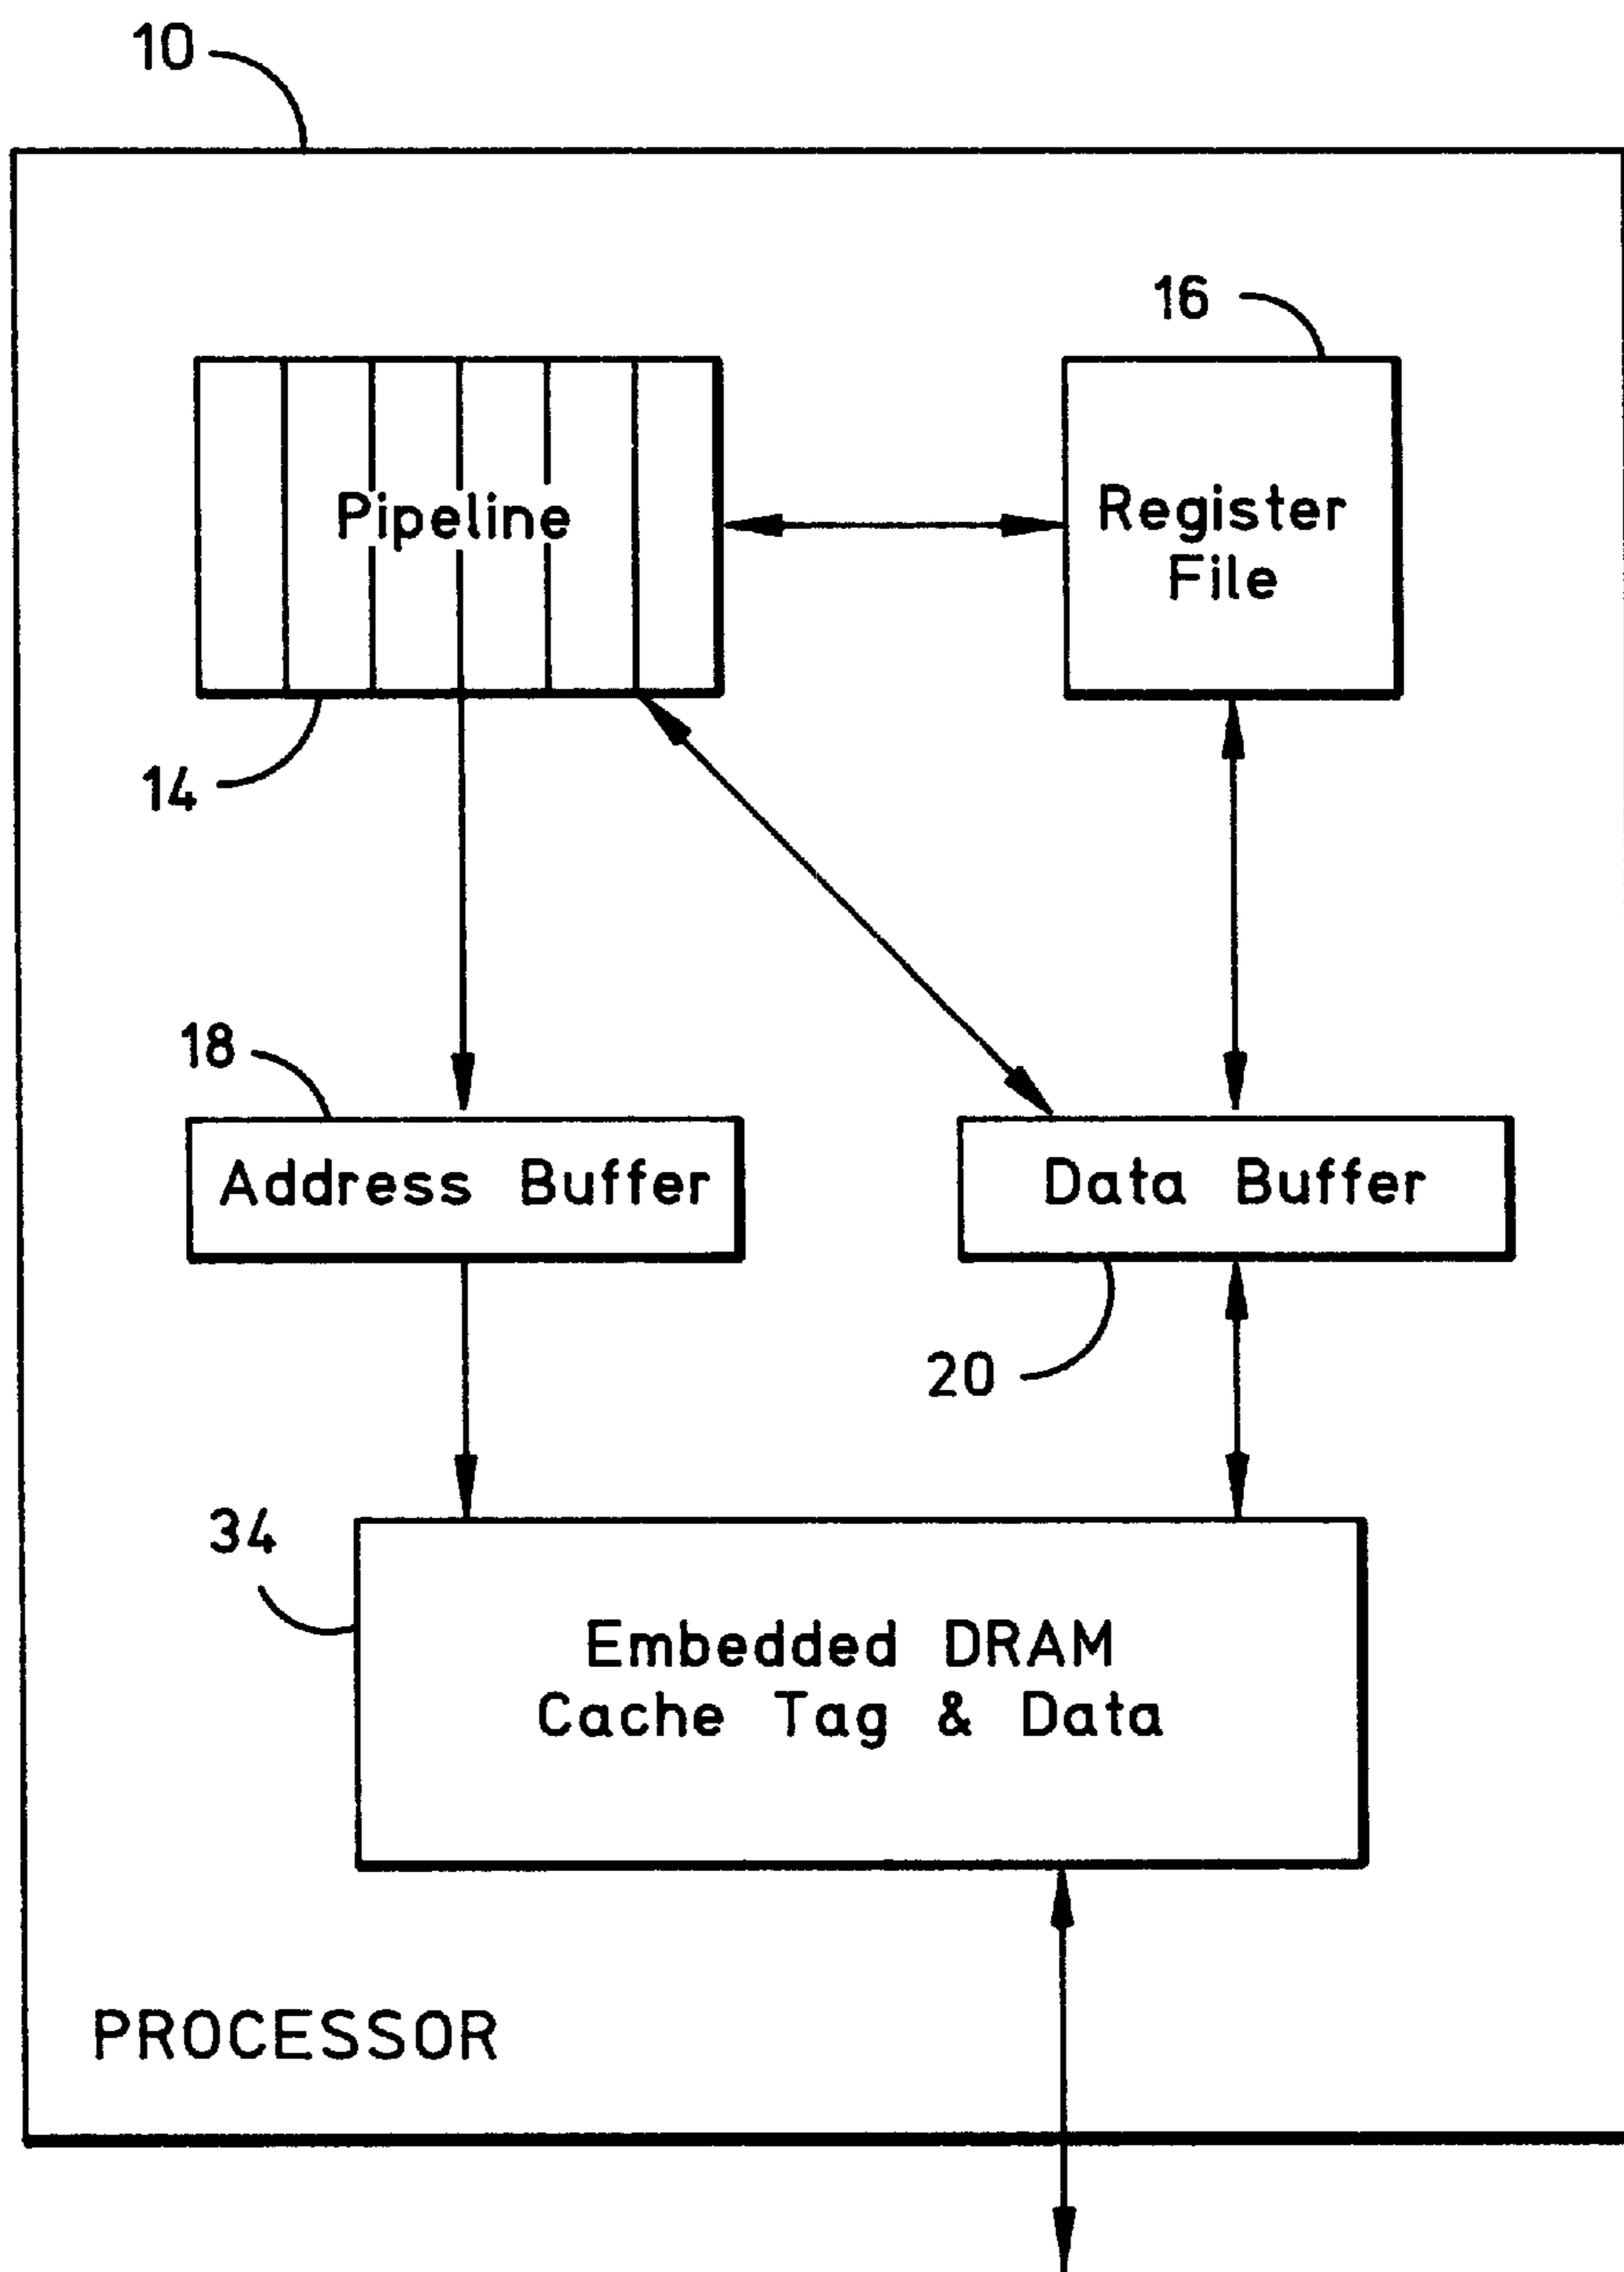 10
16
Pipeline
Register
File
14
18
Address Buffer
Data Buffer
20
34
Embedded DRAM
Cache Tag & Data
PROCESSOR